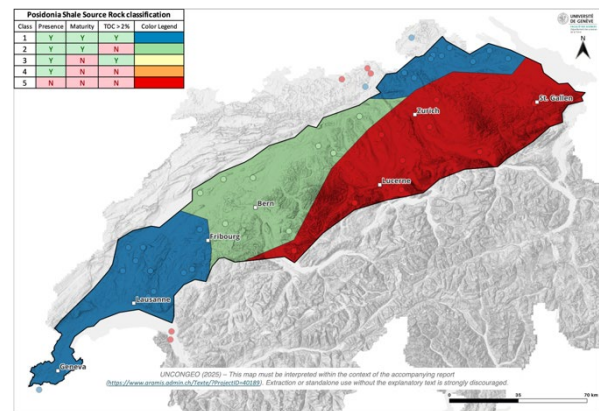 Posidonia Shale Source Rock classification
Class Presence Maturity TOC > 2% Color Legend
1 Y Y Y
2 Y Y N
3 Y N Y
4 Y N N
5 N N N
UNIVERSITÉ
DE GENÈVE
N
Zurich
St. Gallen
Lucerne
Bern
Fribourg
Lausanne
Geneva
UNCONGEO (2025) – This map must be interpreted within the context of the accompanying report
(https://www.aramis.admin.ch/Texte/?ProjectID=40189). Extraction or standalone use without the explanatory text is strongly discouraged.
0 35 70 km